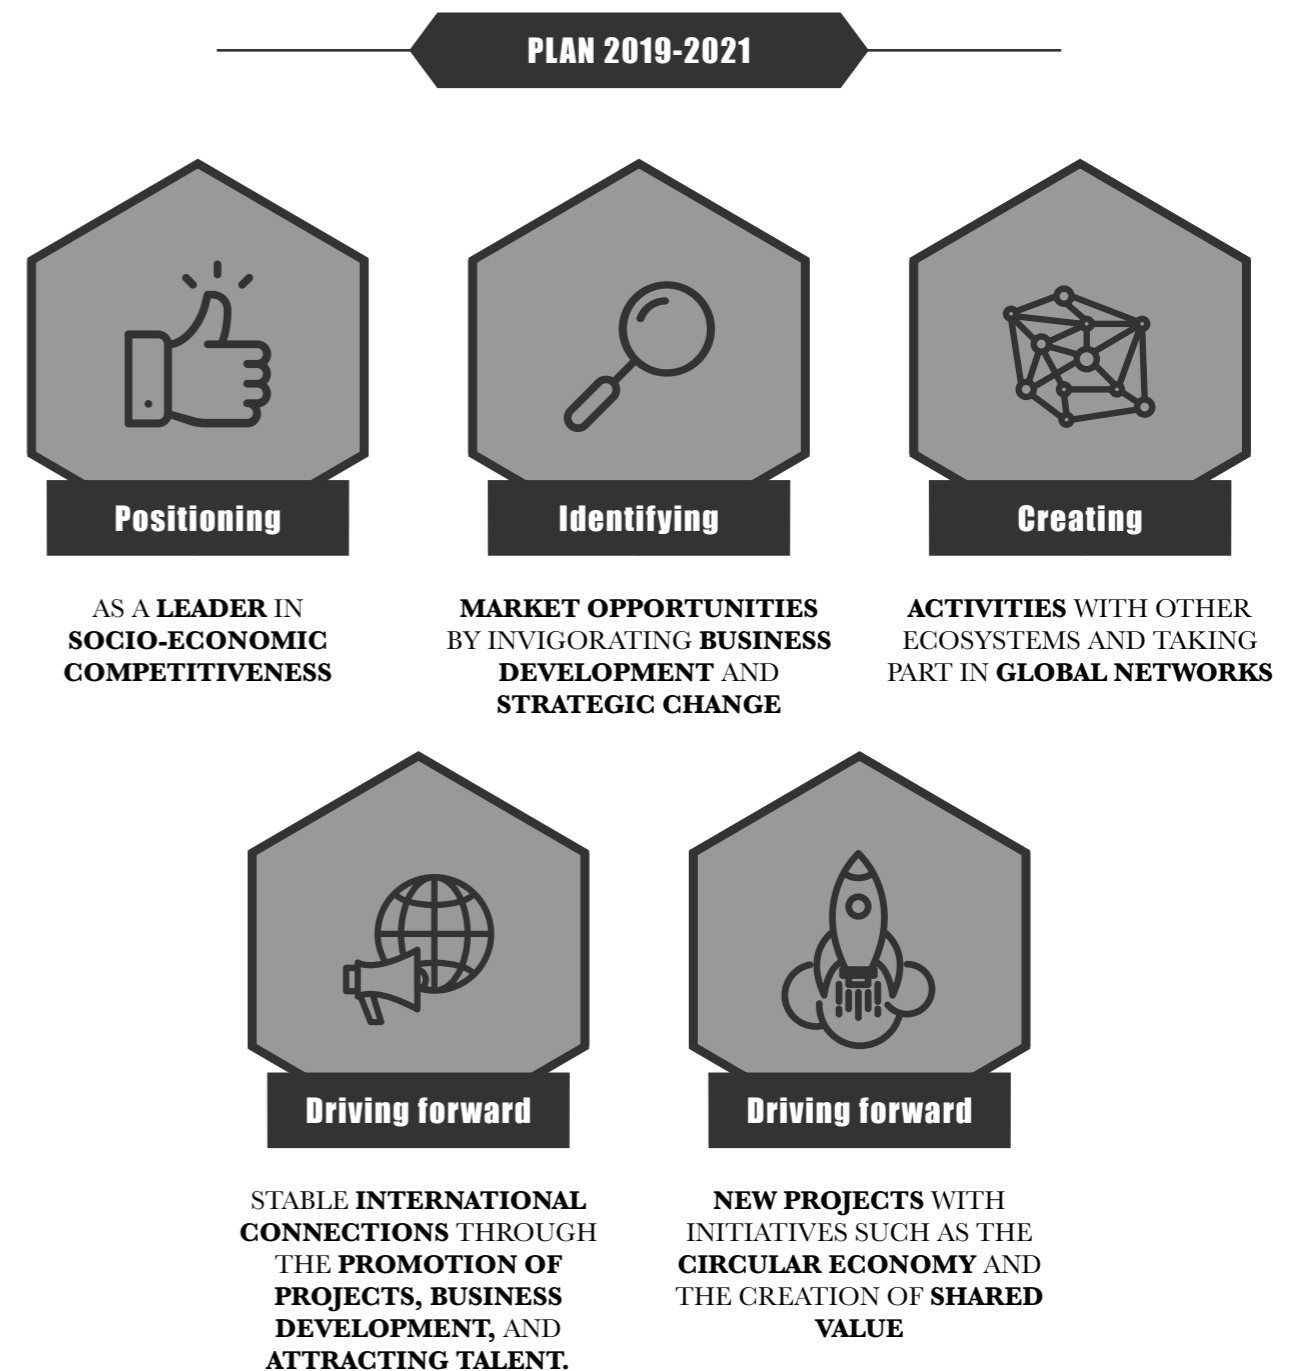 PLAN 2019-2021
Positioning
AS A LEADER IN
SOCIO-ECONOMIC
COMPETITIVENESS
Identifying
MARKET OPPORTUNITIES
BY INVIGORATING BUSINESS
DEVELOPMENT AND
STRATEGIC CHANGE
Creating
ACTIVITIES WITH OTHER
ECOSYSTEMS AND TAKING
PART IN GLOBAL NETWORKS
Driving forward
STABLE INTERNATIONAL
CONNECTIONS THROUGH
THE PROMOTION OF
PROJECTS, BUSINESS
DEVELOPMENT, AND
ATTRACTING TALENT.
Driving forward
NEW PROJECTS WITH
INITIATIVES SUCH AS THE
CIRCULAR ECONOMY AND
THE CREATION OF SHARED
VALUE